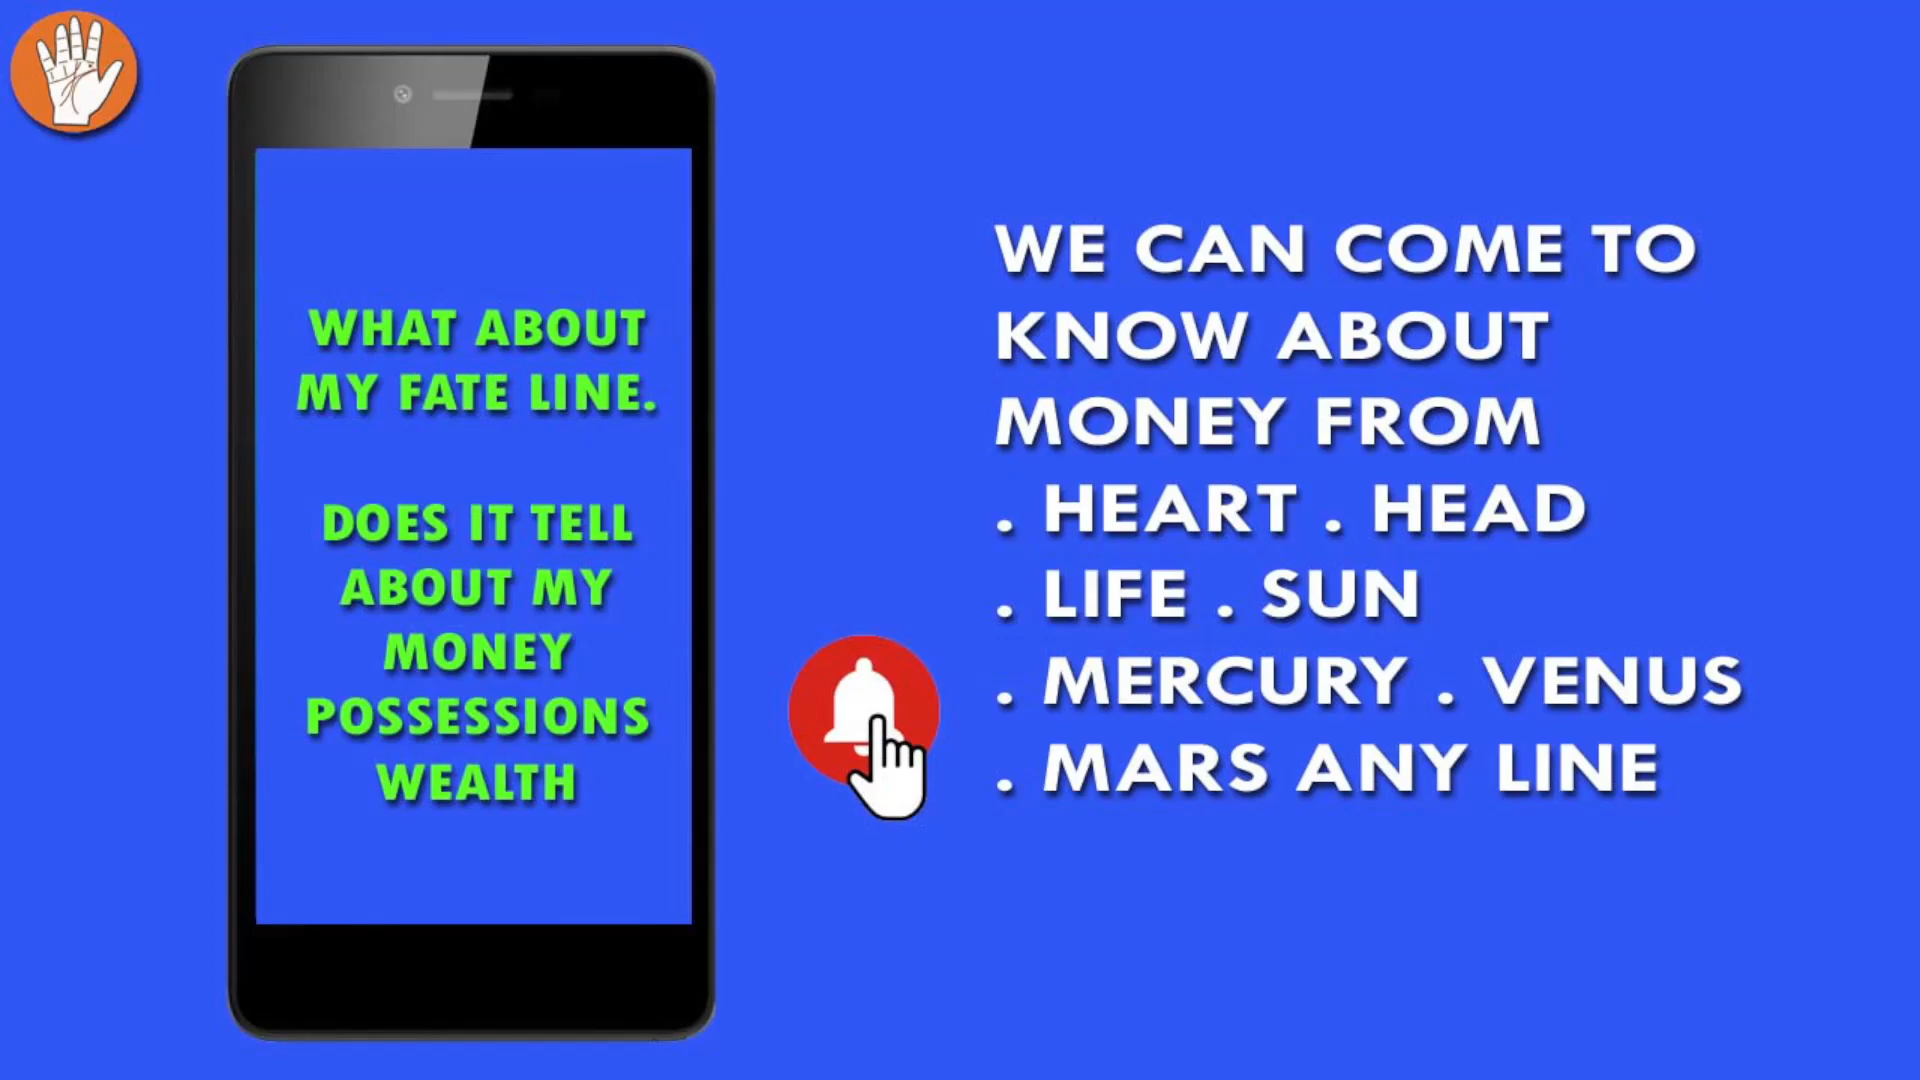 WHAT ABOUT
MY FATE LINE.
DOES IT TELL
ABOUT MY
MONEY
POSSESSIONS
WEALTH
WE CAN COME TO
KNOW ABOUT
MONEY FROM
. HEART . HEAD
. LIFE . SUN
. MERCURY . VENUS
. MARS ANY LINE